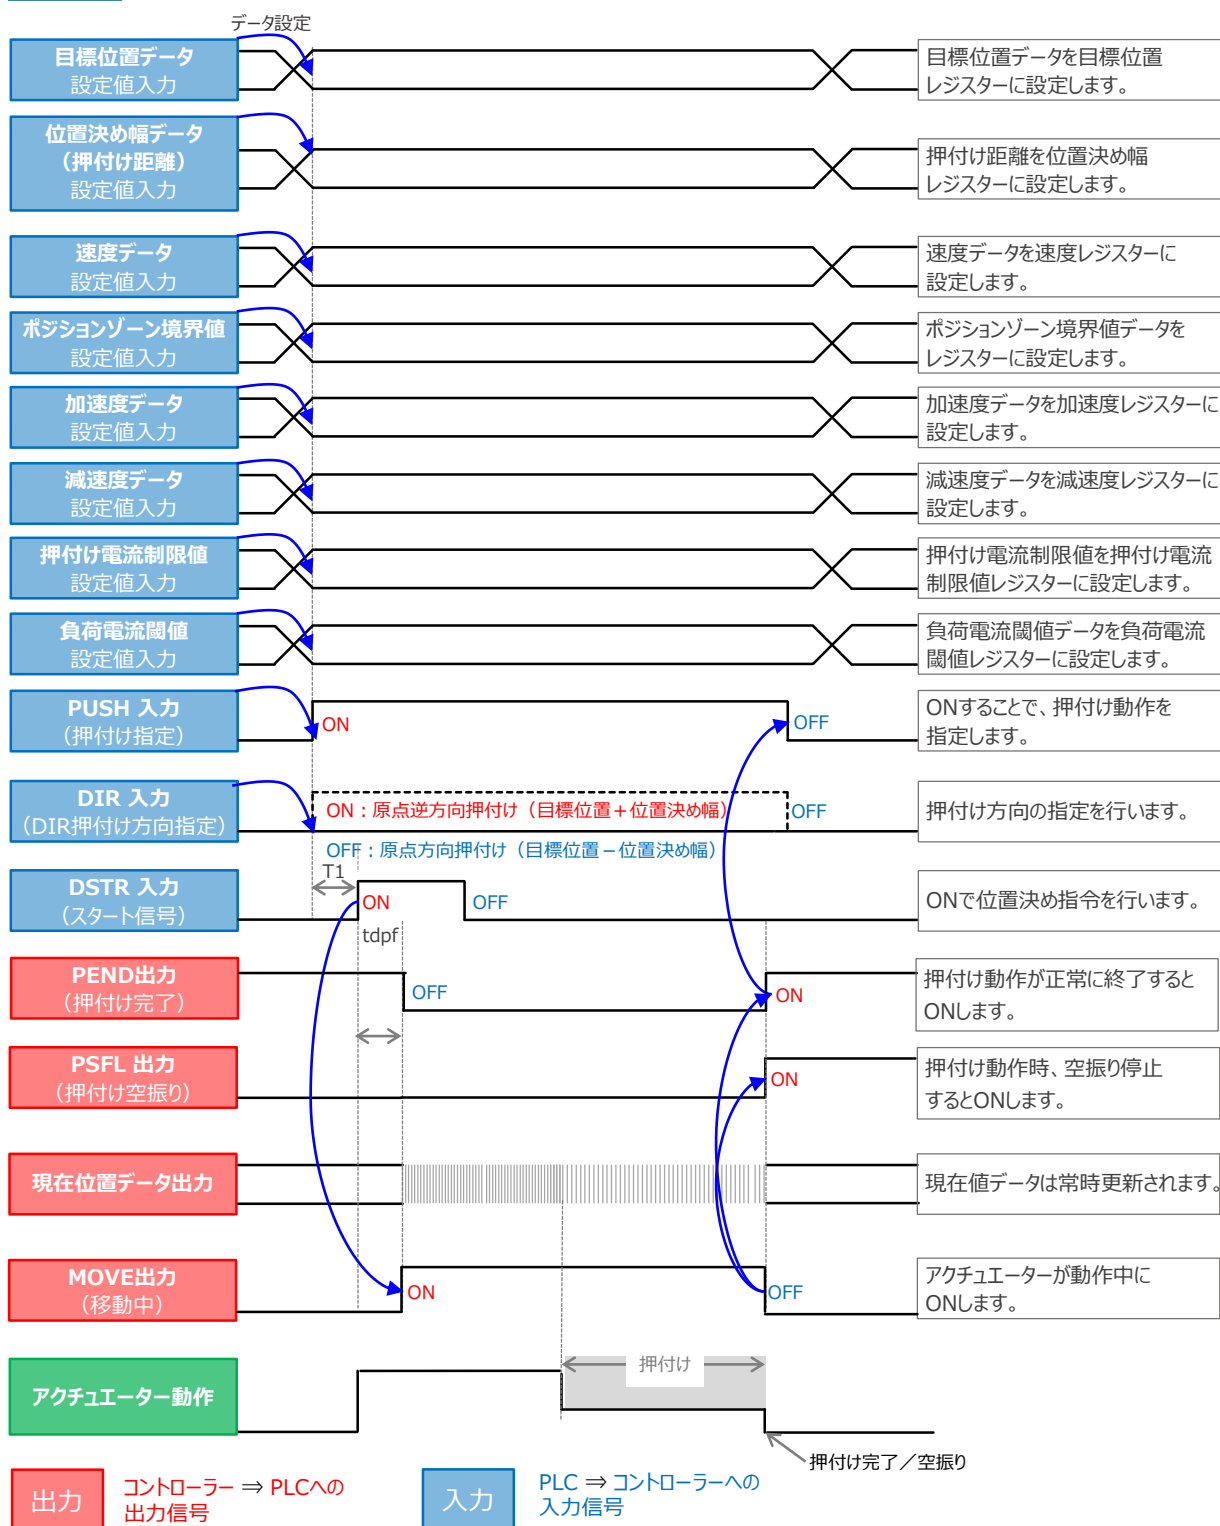 データ設定
目標位置データ
設定値入力
目標位置データを目標位置
レジスターに設定します。
位置決め幅データ
（押付け距離）
設定値入力
押付け距離を位置決め幅
レジスターに設定します。
速度データ
設定値入力
速度データを速度レジスターに
設定します。
ポジションゾーン境界値
設定値入力
ポジションゾーン境界値データを
レジスターに設定します。
加速度データ
設定値入力
加速度データを加速度レジスターに
設定します。
減速度データ
設定値入力
減速度データを減速度レジスターに
設定します。
押付け電流制限値
設定値入力
押付け電流制限値を押付け電流
制限値レジスターに設定します。
負荷電流閾値
設定値入力
負荷電流閾値データを負荷電流
閾値レジスターに設定します。
PUSH 入力
（押付け指定）
ON
OFF
ONすることで、押付け動作を
指定します。
DIR 入力
（DIR押付け方向指定）
ON：原点逆方向押付け（目標位置＋位置決め幅）
OFF
押付け方向の指定を行います。
OFF：原点方向押付け（目標位置－位置決め幅）
T1
DSTR 入力
（スタート信号）
ON
OFF
ONで位置決め指令を行います。
tdpf
PEND出力
（押付け完了）
OFF
ON
押付け動作が正常に終了すると
ONします。
PSFL 出力
（押付け空振り）
ON
押付け動作時、空振り停止
するとONします。
現在位置データ出力
現在値データは常時更新されます。
MOVE出力
（移動中）
ON
OFF
アクチュエーターが動作中に
ONします。
押付け
アクチュエーター動作
押付け完了／空振り
出力
コントローラー ⇒ PLCへの
出力信号
入力
PLC ⇒ コントローラーへの
入力信号